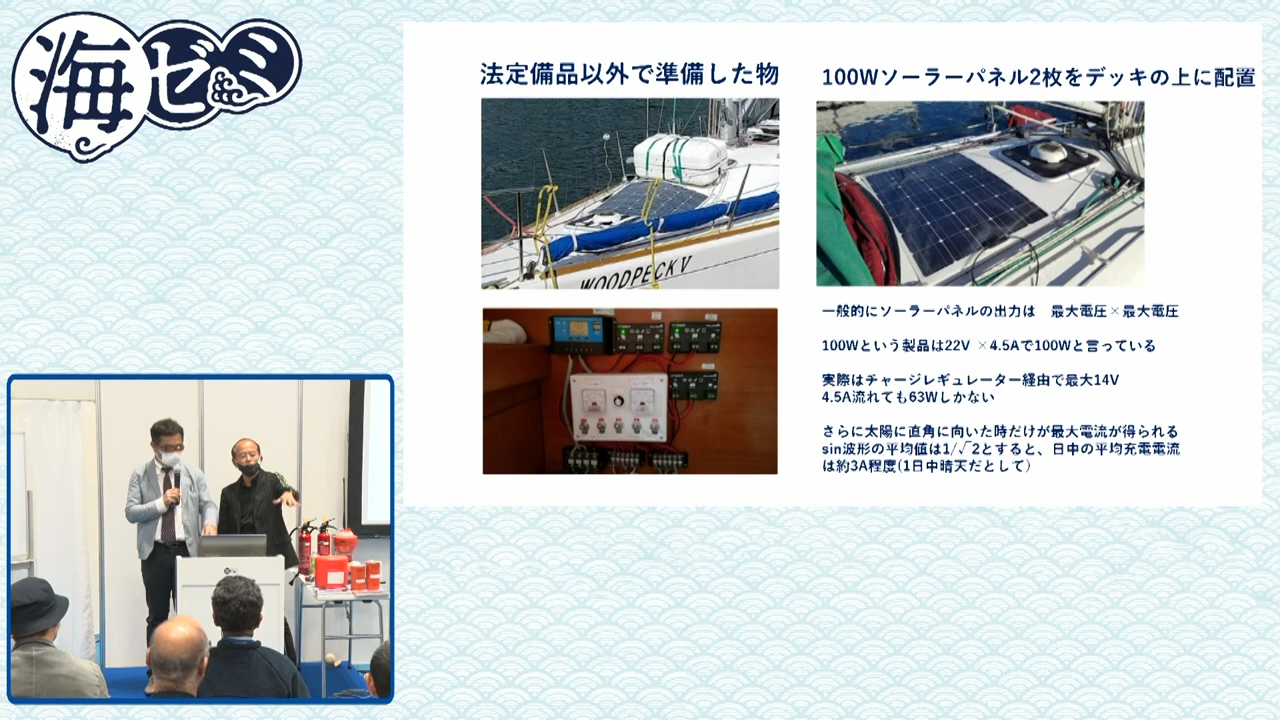 海ゼミ
法定備品以外で準備した物
100Wソーラーパネル2枚をデッキの上に配置
WOODPECK V
一般的にソーラーパネルの出力は　最大電圧×最大電圧
100Wという製品は22V ×4.5Aで100Wと言っている
実際はチャージレギュレーター経由で最大14V
4.5A流れても63Wしかない
さらに太陽に直角に向いた時だけが最大電流が得られる
sin波形の平均値は1/√2とすると、日中の平均充電電流
は約3A程度(1日中晴天だとして)